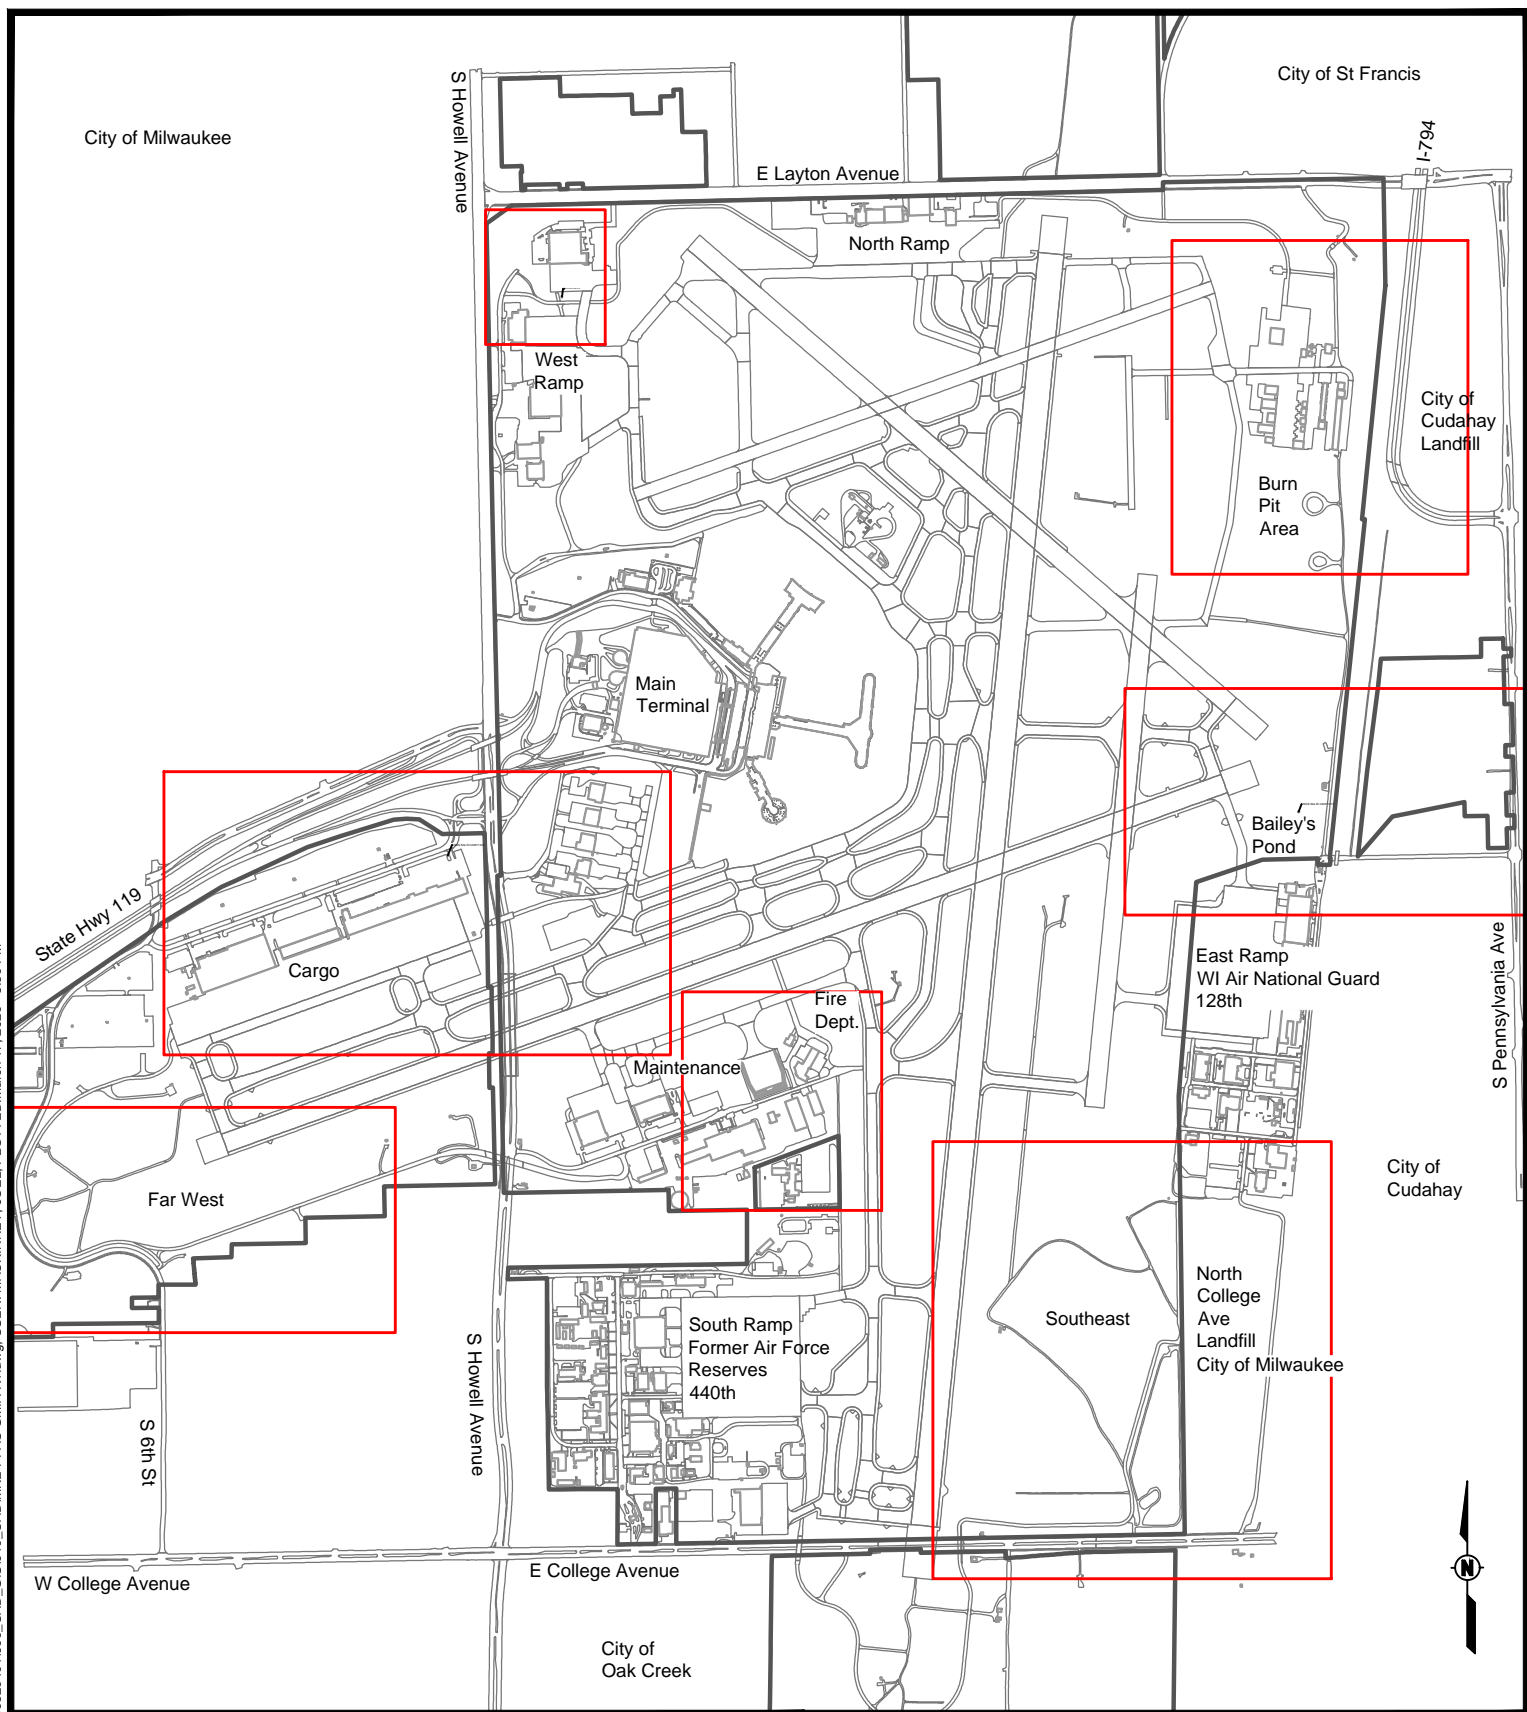 City of St Francis
City of Milwaukee
S Howell Avenue
I-794
E Layton Avenue
North Ramp
West
Ramp
City of
Cudahay
Landfill
Burn
Pit
Area
Main
Terminal
Bailey's
Pond
State Hwy 119
Cargo
S Pennsylvania Ave
East Ramp
WI Air National Guard
128th
Fire
Dept.
Maintenance
City of
Cudahay
Far West
North
College
Ave
Landfill
City of Milwaukee
Southeast
South Ramp
Former Air Force
Reserves
440th
S Howell Avenue
S 6th St
E College Avenue
W College Avenue
N
City of
Oak Creek